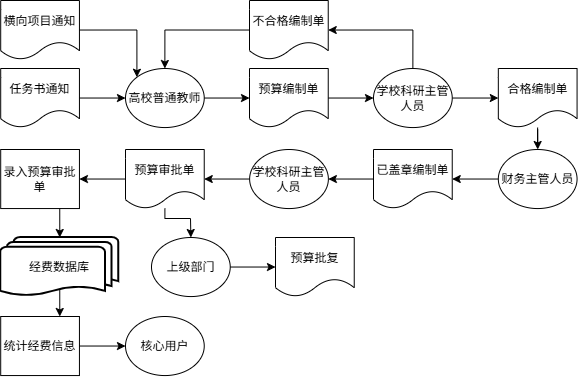 横向项目通知
不合格编制单
任务书通知
高校普通教师
预算编制单
学校科研主管
人员
合格编制单
录入预算审批
单
预算审批单
学校科研主管
人员
已盖章编制单
财务主管人员
经费数据库
上级部门
预算批复
统计经费信息
核心用户